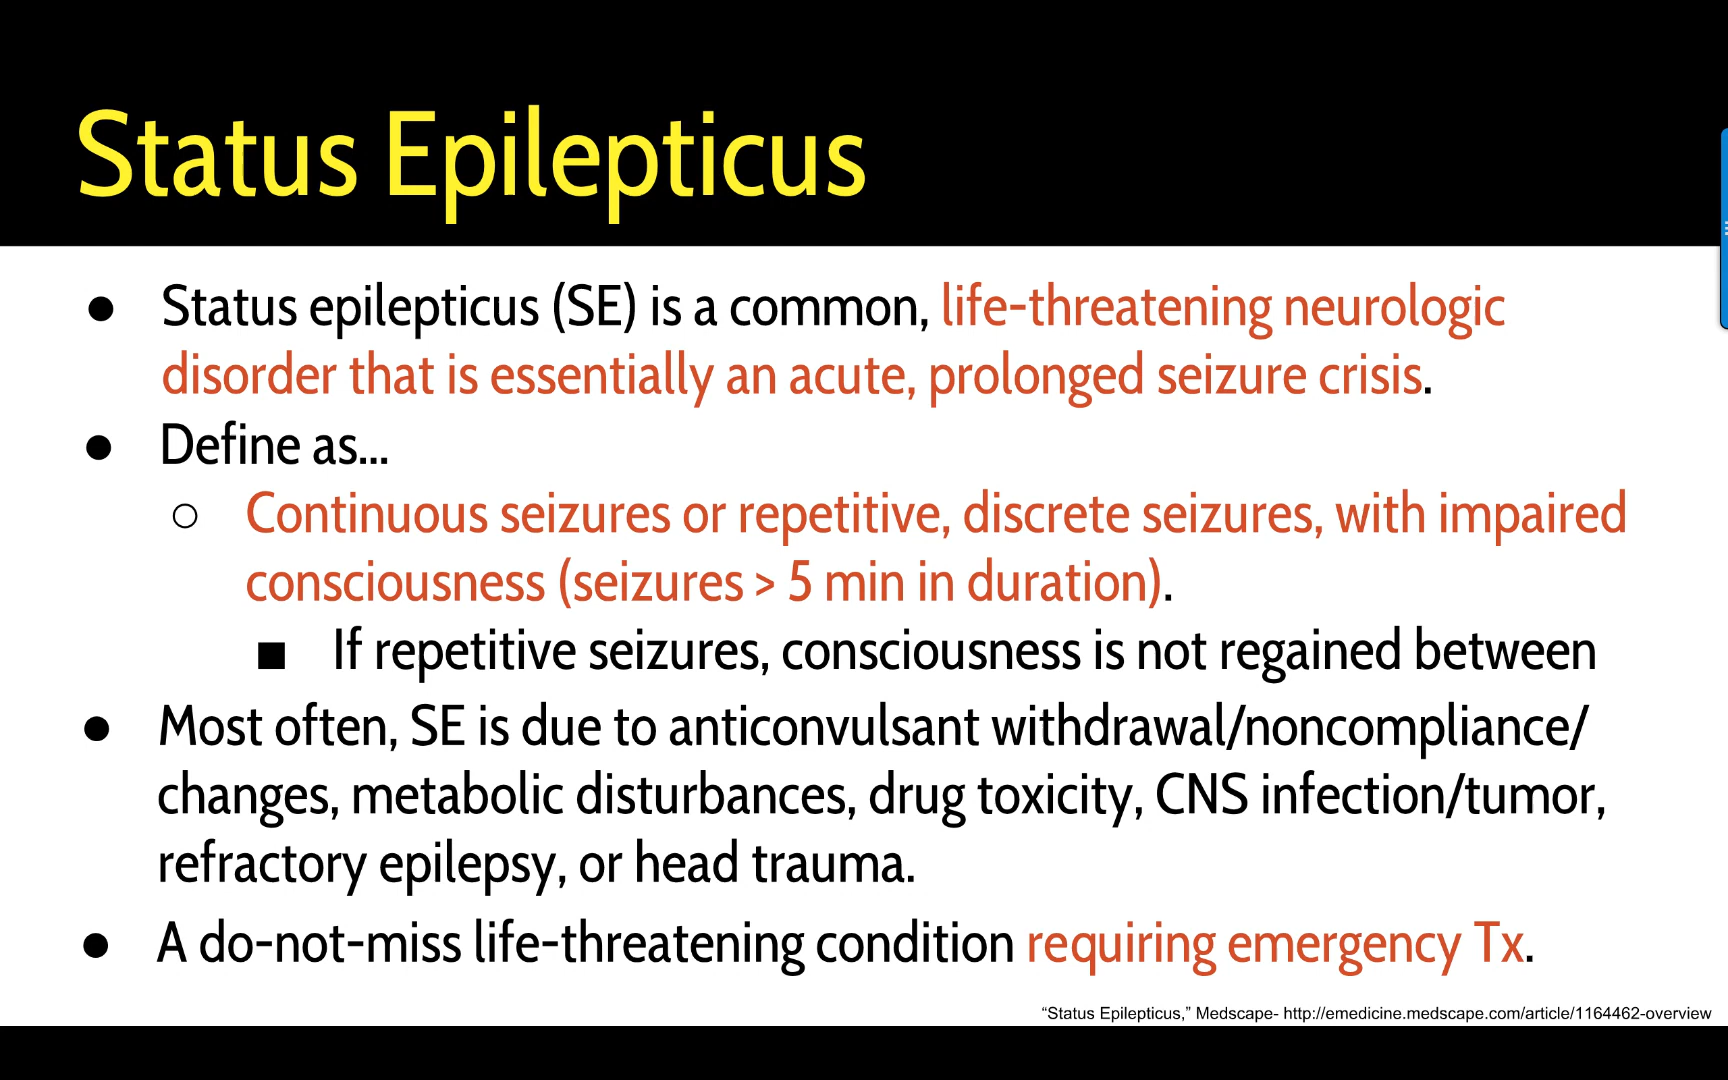 Status Epilepticus
● Status epilepticus (SE) is a common, life-threatening neurologic
disorder that is essentially an acute, prolonged seizure crisis.
● Define as...
○ Continuous seizures or repetitive, discrete seizures, with impaired
consciousness (seizures > 5 min in duration).
■ If repetitive seizures, consciousness is not regained between
● Most often, SE is due to anticonvulsant withdrawal/noncompliance/
changes, metabolic disturbances, drug toxicity, CNS infection/tumor,
refractory epilepsy, or head trauma.
● A do-not-miss life-threatening condition requiring emergency Tx.
“Status Epilepticus,” Medscape- http://emedicine.medscape.com/article/1164462-overview